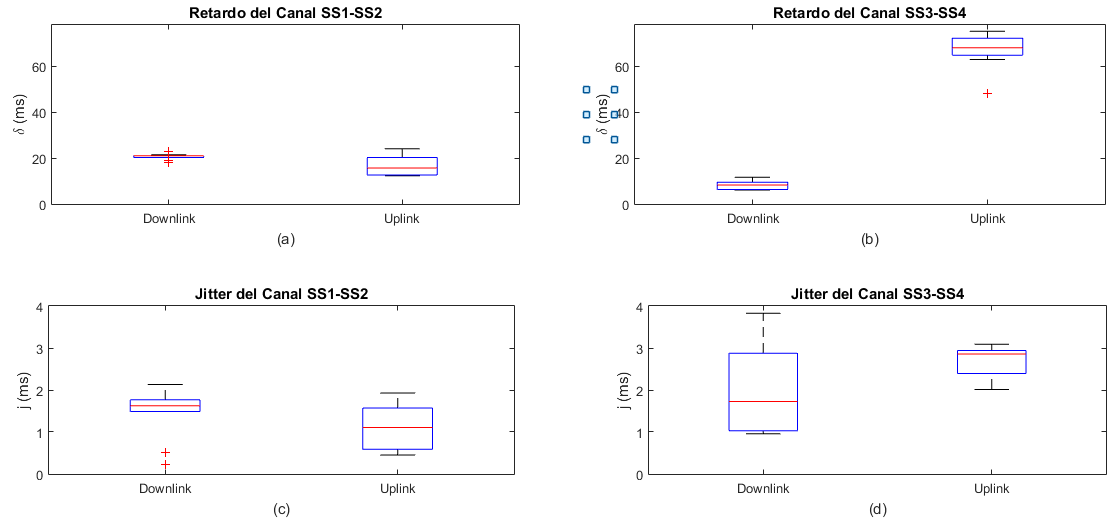 Retardo del Canal SS1-SS2
60
40
20
0
δ (ms)
Downlink
Uplink
(a)
Retardo del Canal SS3-SS4
60
40
20
0
δ (ms)
Downlink
Uplink
(b)
Jitter del Canal SS1-SS2
4
3
2
1
0
j (ms)
Downlink
Uplink
(c)
Jitter del Canal SS3-SS4
4
3
2
1
0
j (ms)
Downlink
Uplink
(d)